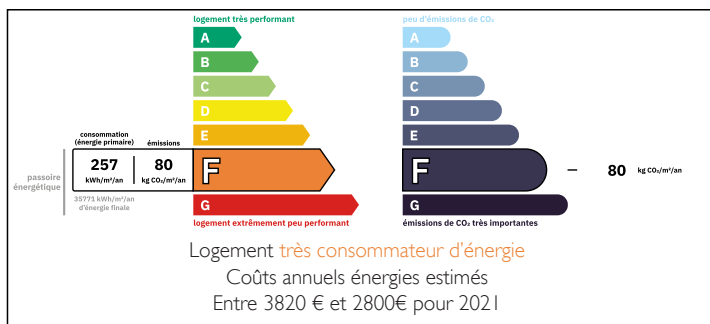 logement très performant
A
B
C
D
E
consommation
(énergie primaire)
émissions
257
kWh/m²/an
80
kg CO₂/m²/an
F
passoire
énergétique
35771 kWh/m²/an
d'énergie finale
G
logement extrêmement peu performant
peu d'émissions de CO₂
A
B
C
D
E
F
80 kg CO₂/m²/an
G
émissions de CO₂ très importantes
Logement très consommateur d'énergie
Coûts annuels énergies estimés
Entre 3820 € et 2800€ pour 2021